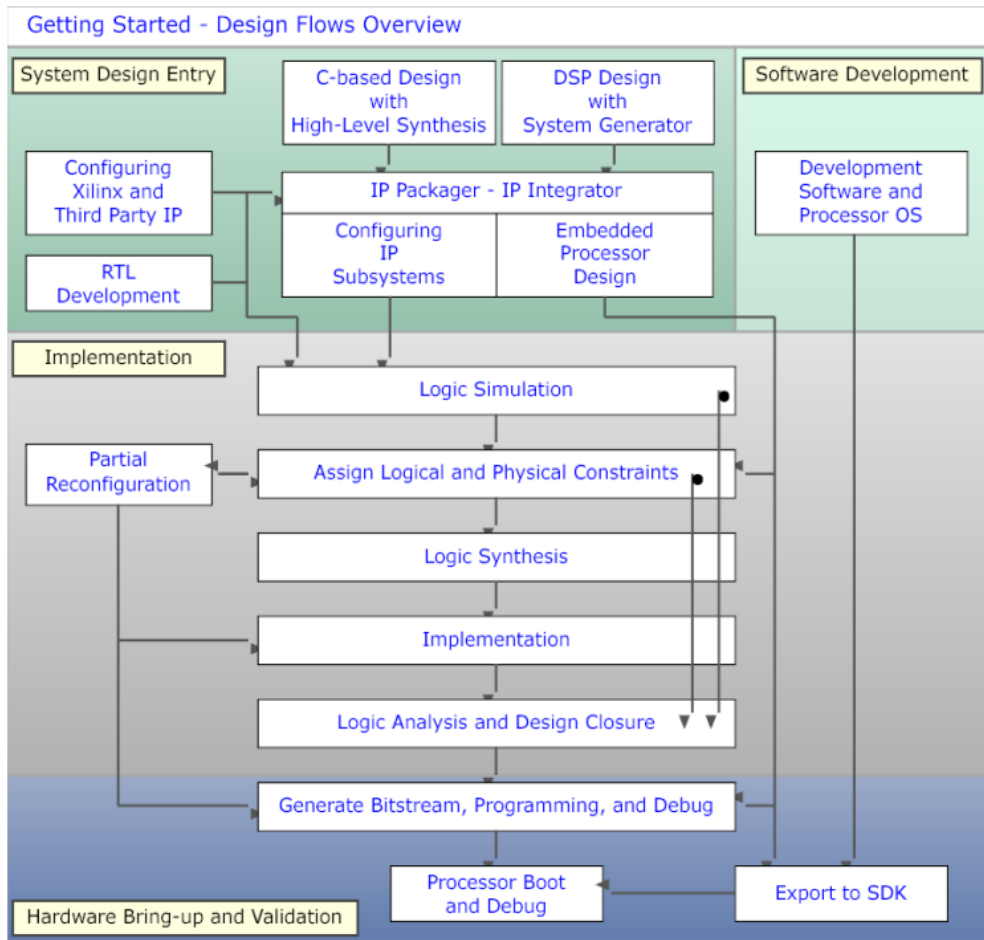 Getting Started - Design Flows Overview
System Design Entry
C-based Design
with
High-Level Synthesis
DSP Design
with
System Generator
Software Development
Configuring
Xilinx and
Third Party IP
IP Packager - IP Integrator
Development
Software and
Processor OS
Configuring
IP
Subsystems
Embedded
Processor
Design
RTL
Development
Implementation
Logic Simulation
Partial
Reconfiguration
Assign Logical and Physical Constraints
Logic Synthesis
Implementation
Logic Analysis and Design Closure
Generate Bitstream, Programming, and Debug
Processor Boot
and Debug
Export to SDK
Hardware Bring-up and Validation